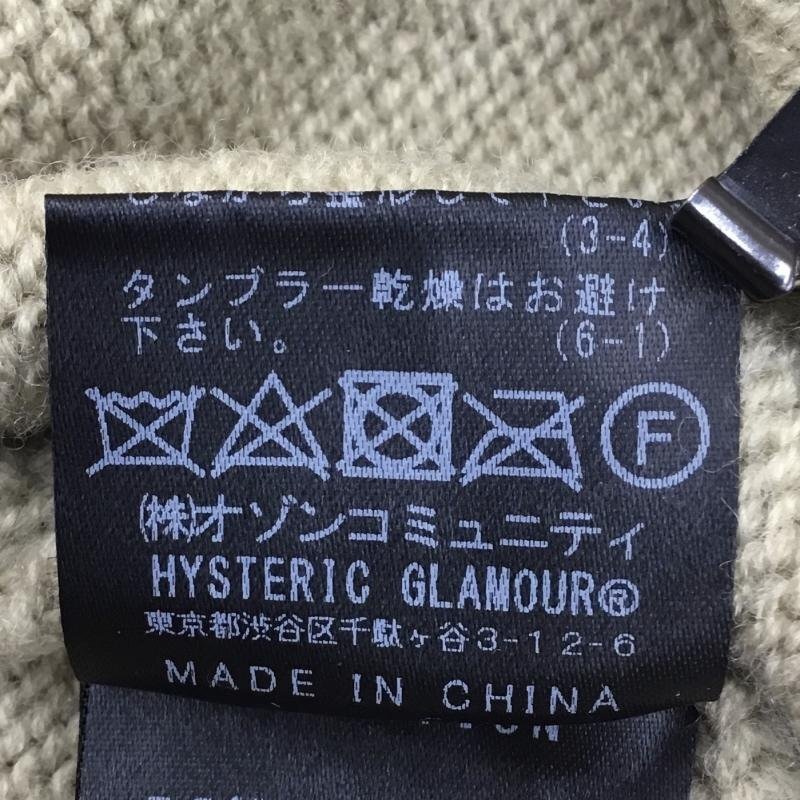 (3-4)
タンブラー乾燥はお避け
下さい。 (6-1)
F
(株)オゾンコミュニティ
HYSTERIC GLAMOUR®
東京都渋谷区千駄ヶ谷3-12-6
MADE IN CHINA